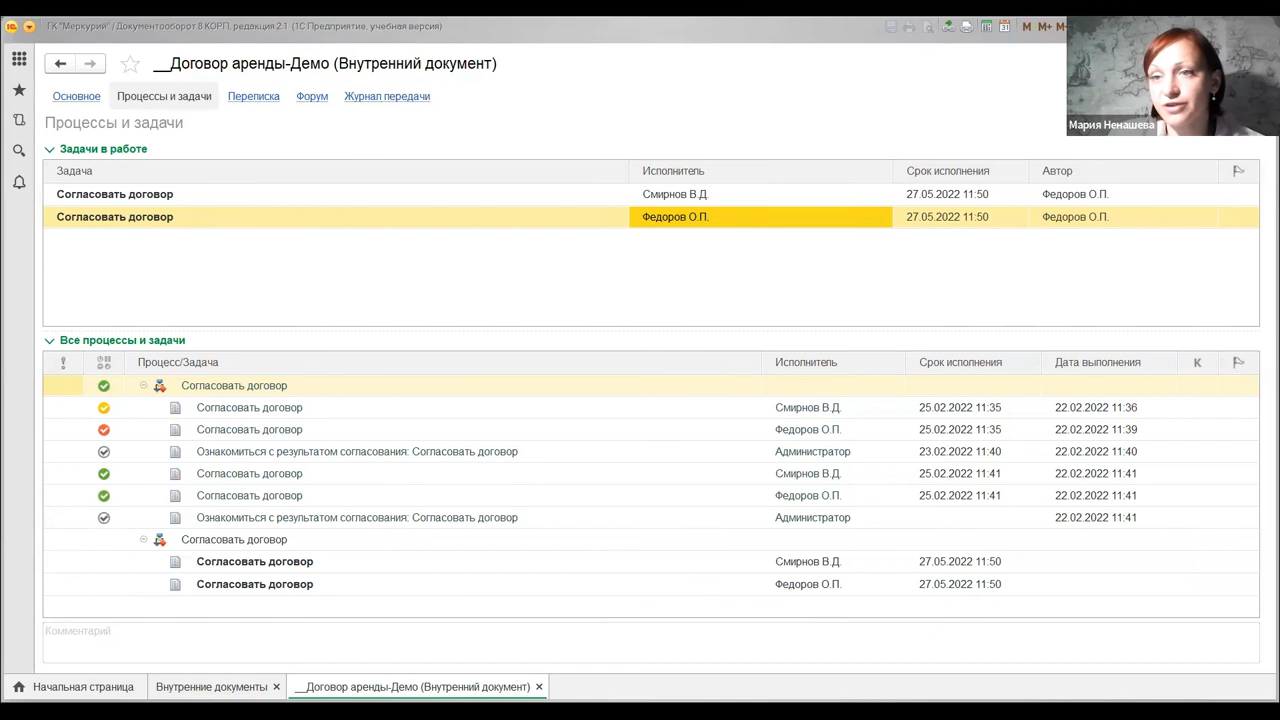 ГК "Меркурий" / Документооборот 8 КОРП, редакция 2.1 (1С:Предприятие, учебная версия)
M M+ M-
__Договор аренды-Демо (Внутренний документ)
Основное Процессы и задачи Переписка Форум Журнал передачи
Мария Ненашева
Процессы и задачи
Задачи в работе
Задача Исполнитель Срок исполнения Автор
Согласовать договор Смирнов В.Д. 27.05.2022 11:50 Федоров О.П.
Согласовать договор Федоров О.П. 27.05.2022 11:50 Федоров О.П.
Все процессы и задачи
Процесс/Задача Исполнитель Срок исполнения Дата выполнения К
Согласовать договор
Согласовать договор Смирнов В.Д. 25.02.2022 11:35 22.02.2022 11:36
Согласовать договор Федоров О.П. 25.02.2022 11:35 22.02.2022 11:39
Ознакомиться с результатом согласования: Согласовать договор Администратор 23.02.2022 11:40 22.02.2022 11:40
Согласовать договор Смирнов В.Д. 25.02.2022 11:41 22.02.2022 11:41
Согласовать договор Федоров О.П. 25.02.2022 11:41 22.02.2022 11:41
Ознакомиться с результатом согласования: Согласовать договор Администратор 22.02.2022 11:41
Согласовать договор
Согласовать договор Смирнов В.Д. 27.05.2022 11:50
Согласовать договор Федоров О.П. 27.05.2022 11:50
Комментарий
Начальная страница Внутренние документы × __Договор аренды-Демо (Внутренний документ) ×